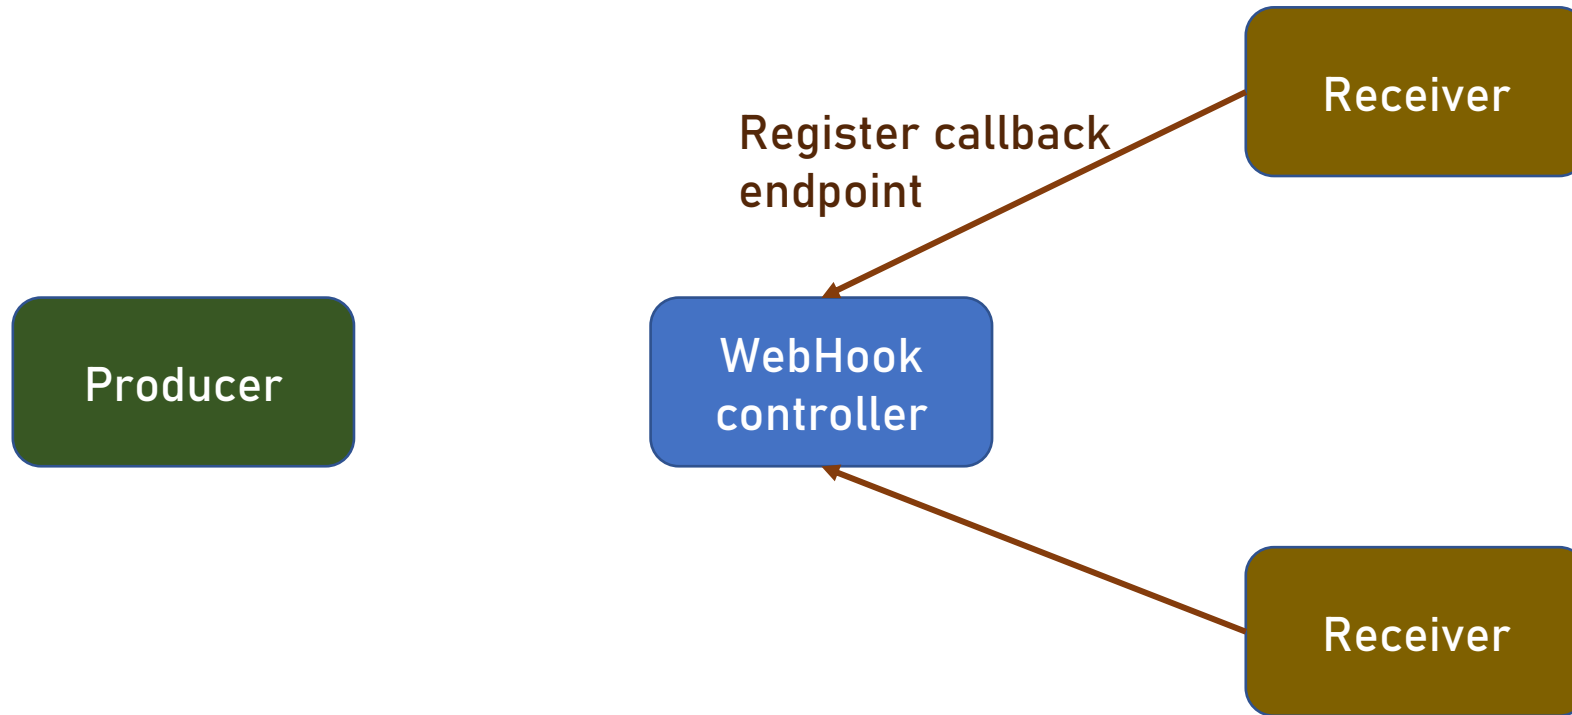 Receiver
Register callback
endpoint
Producer
WebHook
controller
Receiver